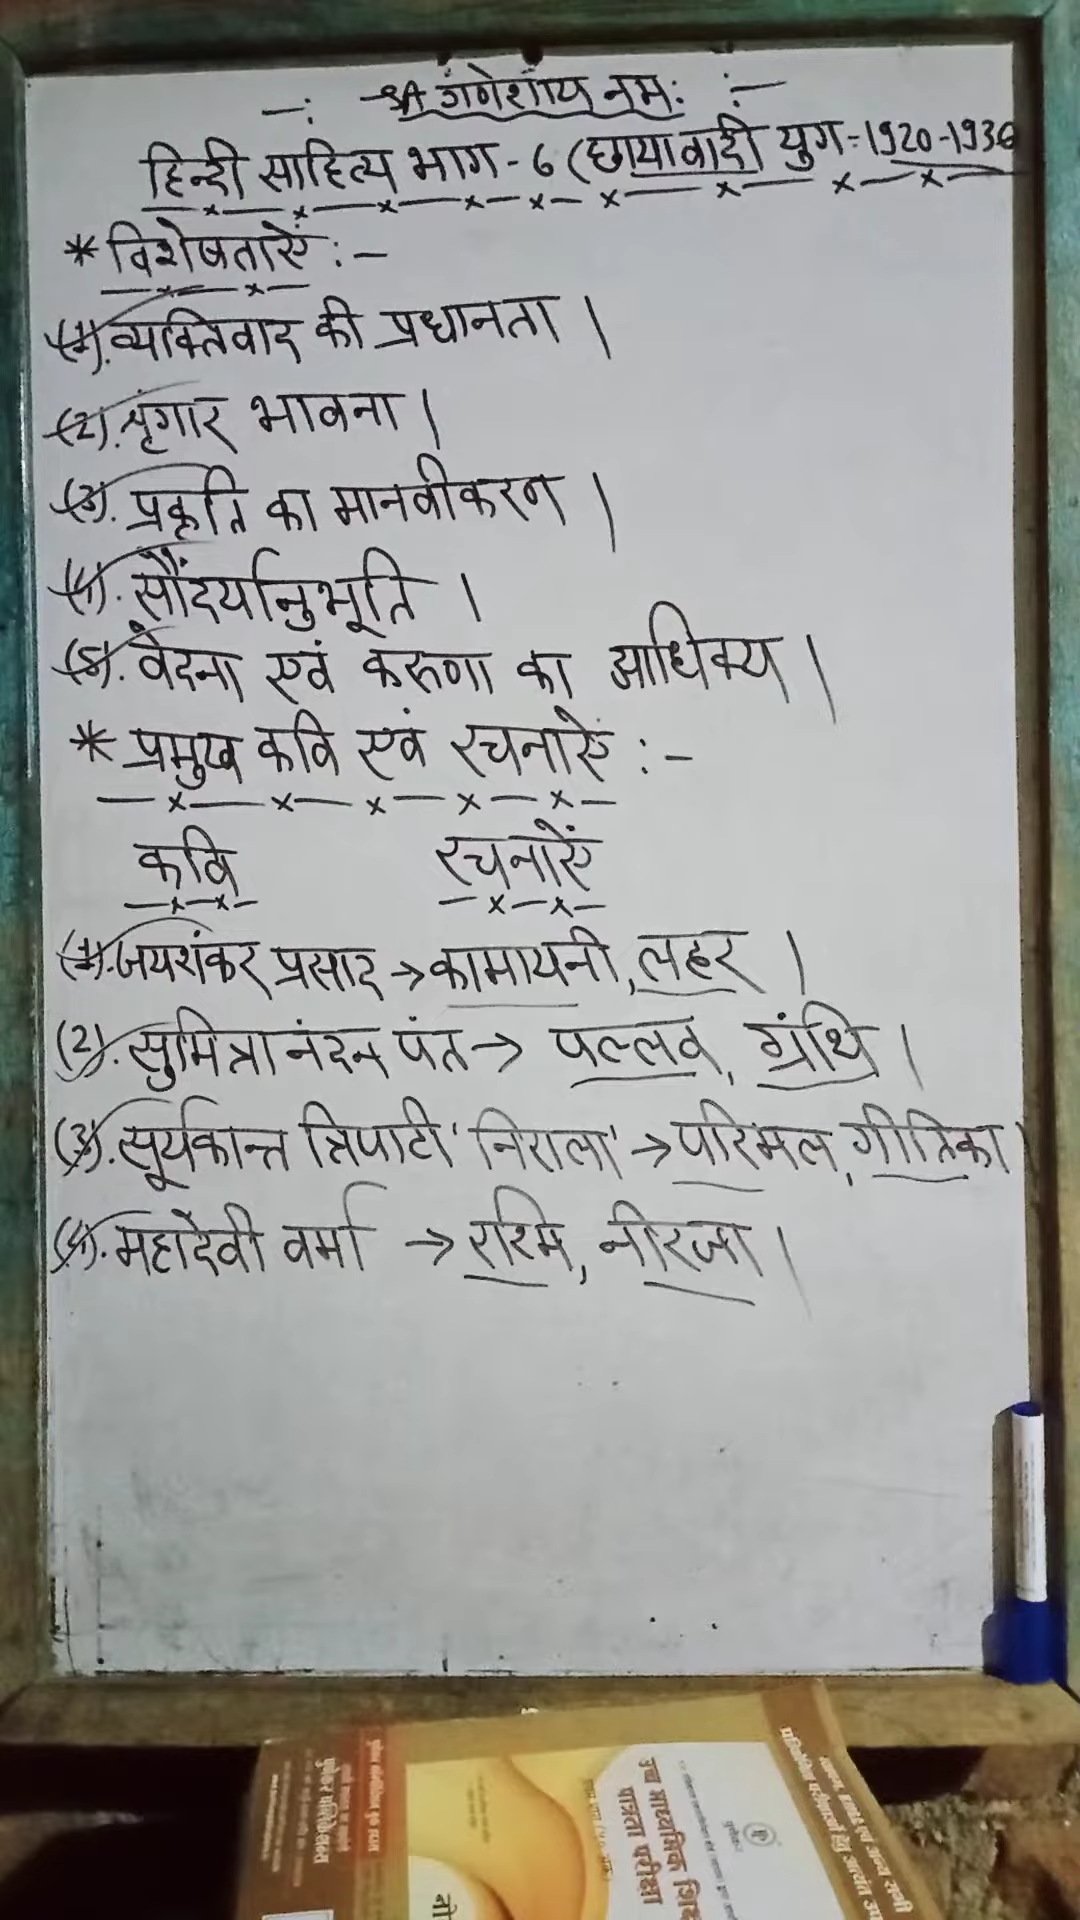 -: श्री गंणेशाय नम: :-
हिन्दी साहित्य भाग-6 (छायावादी युग=1920-1936
* विशेषताऐं :-
(1). व्यक्तिवाद की प्रधानता |
(2). श्रृंगार भावना |
(3). प्रकृति का मानवीकरण |
(4). सौंदर्यानुभूति |
(5). वेदना एवं करुणा का आधिक्य |
* प्रमुख कवि एवं रचनाऐं :-
कवि रचनाऐं
(1). जयशंकर प्रसाद → कामायनी, लहर |
(2). सुमित्रानंदन पंत → पल्लव, ग्रंथि |
(3). सूर्यकान्त त्रिपाटी 'निराला' → परिमल, गीतिका |
(4). महादेवी वर्मा → रश्मि, नीरजा |
उच्च माध्यमिक शि
पात्रता परीक्षा